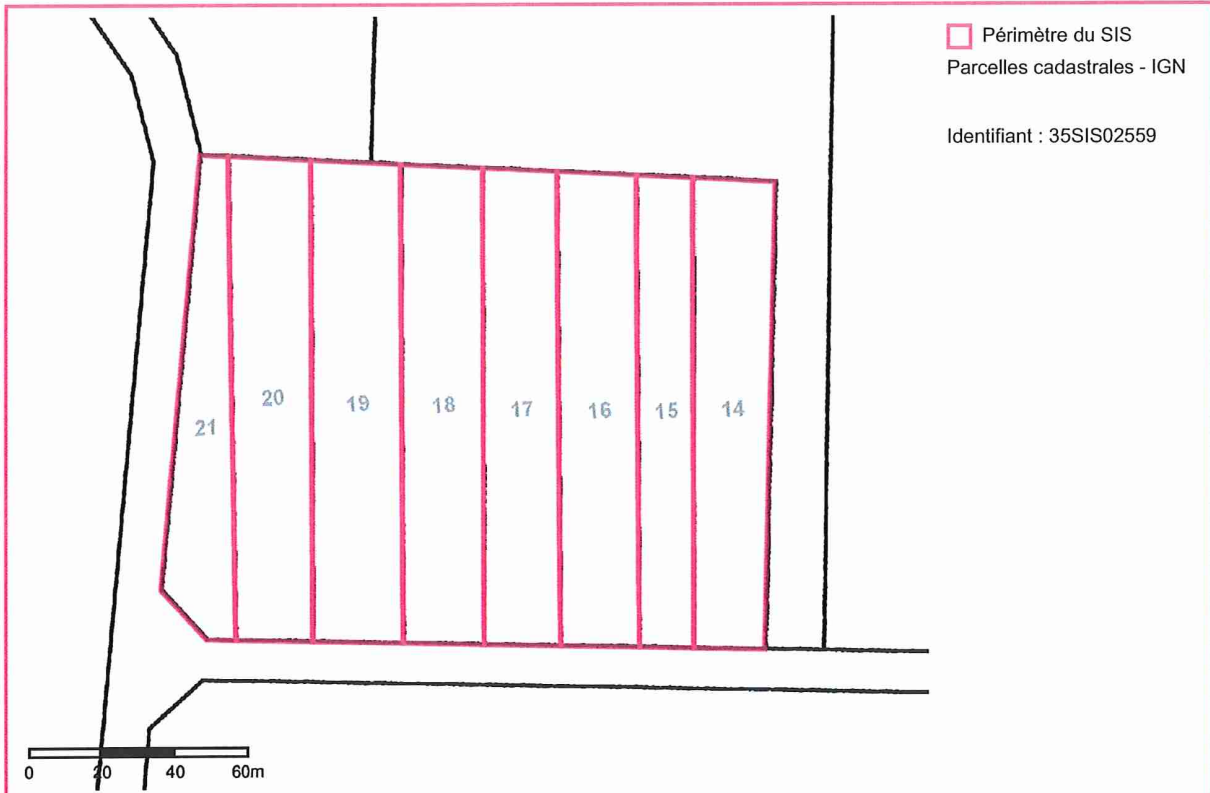 Périmètre du SIS
Parcelles cadastrales - IGN
Identifiant : 35SIS02559
21 20 19 18 17 16 15 14
0 20 40 60m